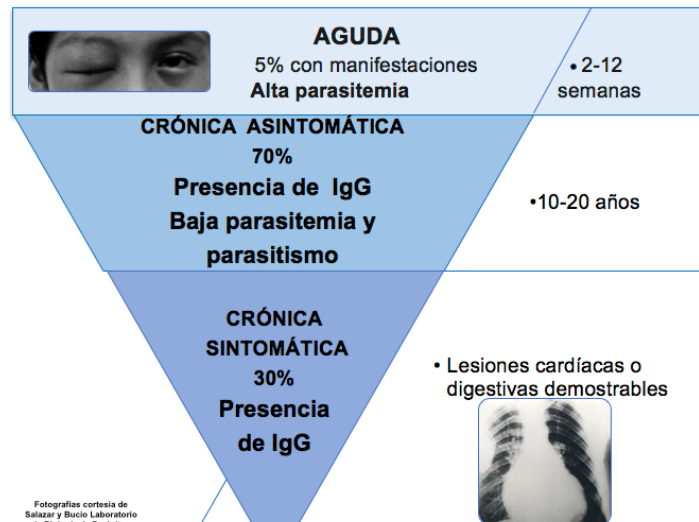 AGUDA
5% con manifestaciones
Alta parasitemia
• 2-12
semanas
CRÓNICA ASINTOMÁTICA
70%
Presencia de IgG
Baja parasitemia y
parasitismo
•10-20 años
CRÓNICA
SINTOMÁTICA
30%
Presencia
de IgG
• Lesiones cardíacas o
digestivas demostrables
Fotografías cortesía de
Salazar y Bucio Laboratorio